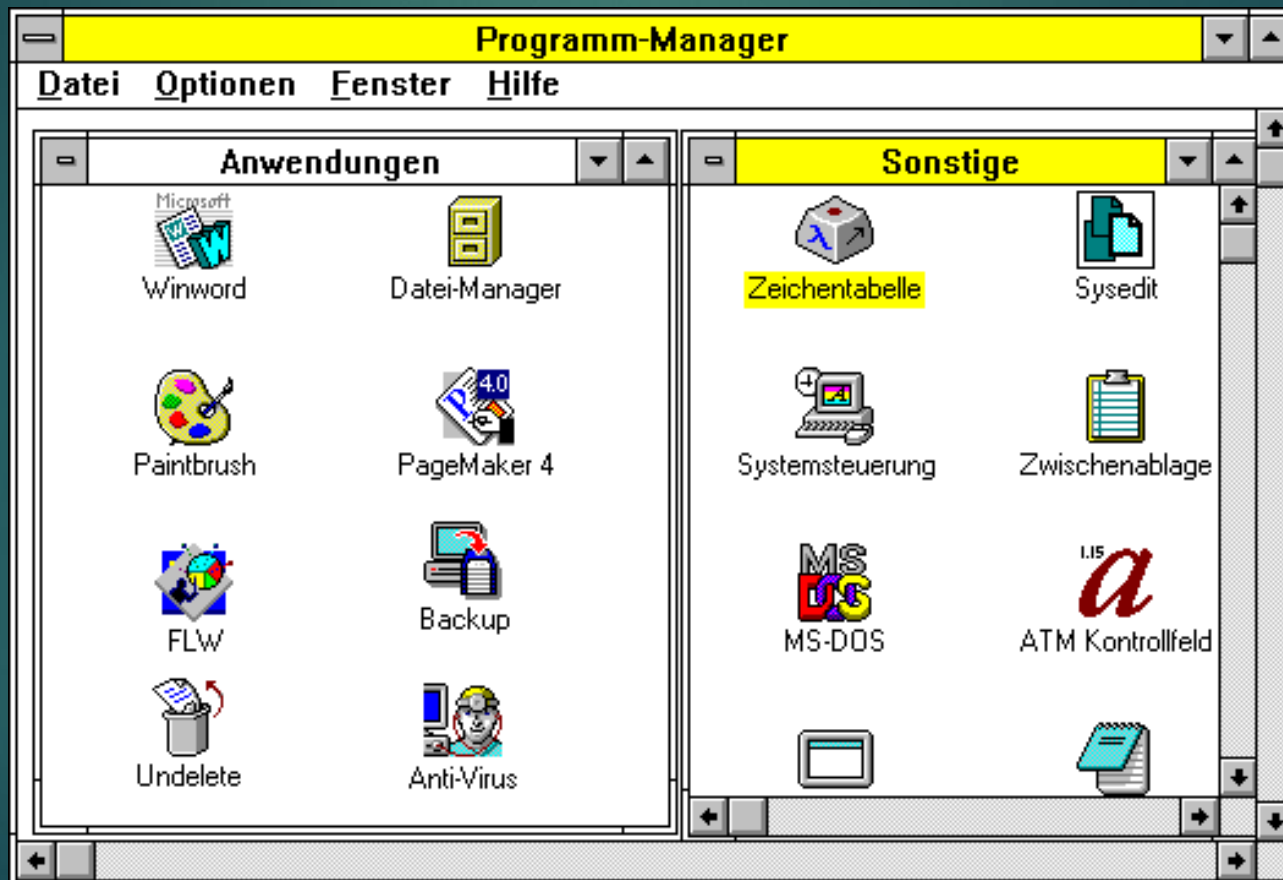 Programm-Manager
Datei Optionen Fenster Hilfe
Anwendungen
Microsoft
W W
Winword
Datei-Manager
Paintbrush
P 4.0
PageMaker 4
FLW
Backup
Undelete
Anti-Virus
Sonstige
λ
Zeichentabelle
Sysedit
A
Systemsteuerung
Zwischenablage
MS
DOS
MS-DOS
1.15 a
ATM Kontrollfeld